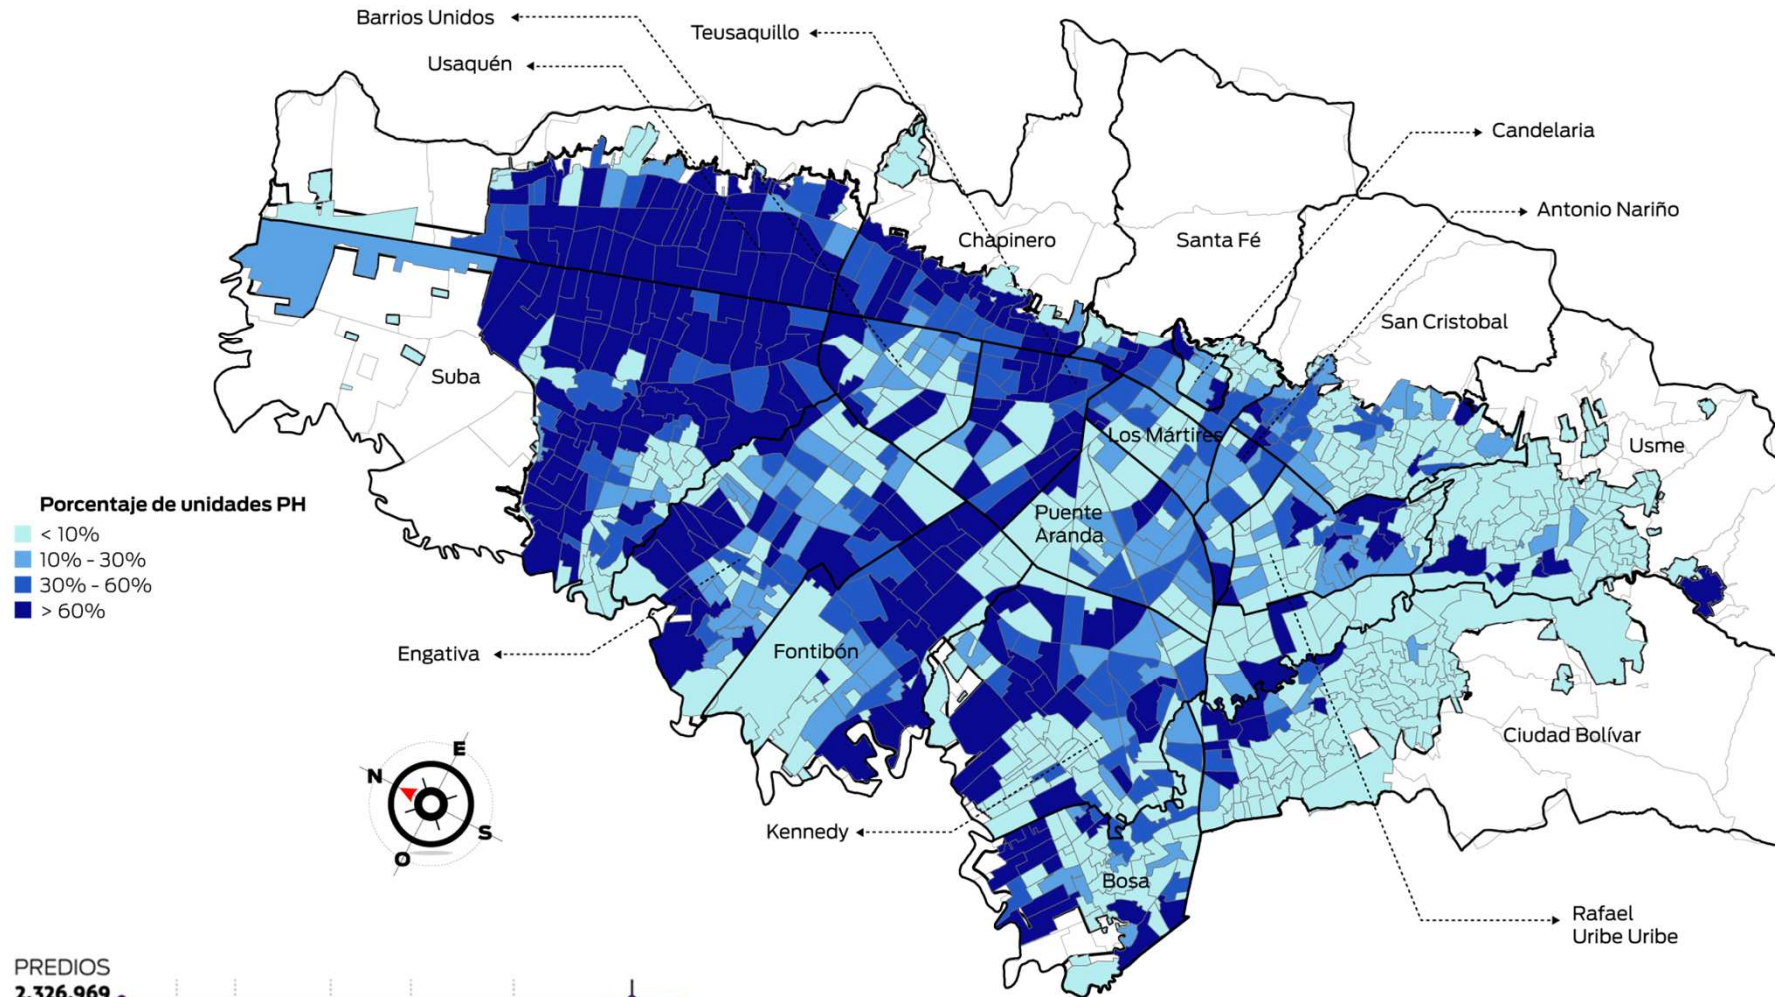 Barrios Unidos
Teusaquillo
Usaquén
Candelaria
Antonio Nariño
Chapinero
Santa Fé
San Cristobal
Suba
Los Mártires
Usme
Porcentaje de unidades PH
< 10%
10% - 30%
30% - 60%
> 60%
Puente
Aranda
Engativa
Fontibón
Ciudad Bolívar
E
N
S
O
Kennedy
Bosa
Rafael
Uribe Uribe
PREDIOS
2.326.969